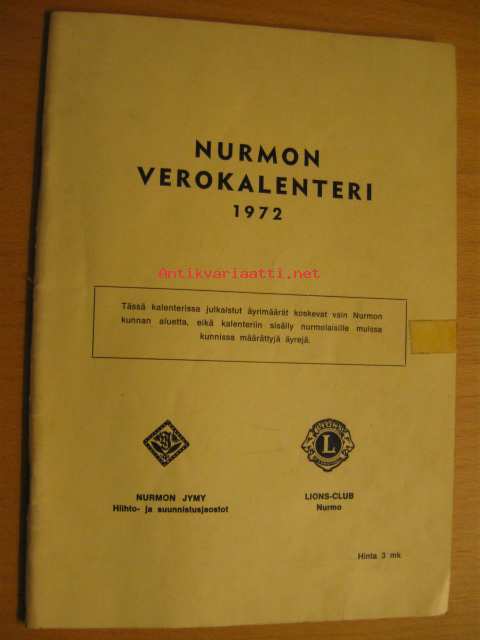 NURMON
VEROKALENTERI
1972
Antikvariaatti.net
Tässä kalenterissa julkaistut äyrimäärät koskevat vain Nurmon
kunnan aluetta, eikä kalenteriin sisälly nurmolaisille muissa
kunnissa määrättyjä äyrejä.
LIONS
L
NURMON JYMY
Hiihto- ja suunnistusjaostot
LIONS-CLUB
Nurmo
Hinta 3 mk